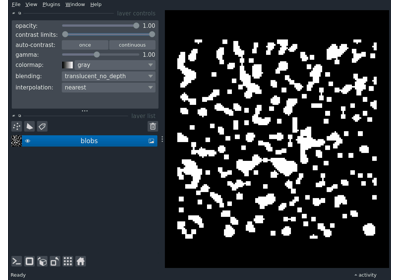 File View Plugins Window Help
layer controls
opacity: 1.00
contrast limits:
auto-contrast: once continuous
gamma: 1.00
colormap: gray
blending: translucent_no_depth
interpolation: nearest
layer list
blobs
Ready
activity